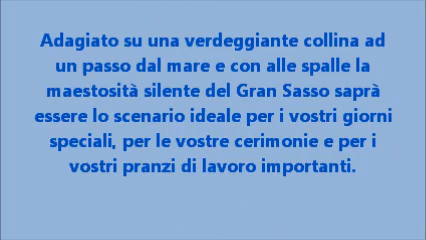 Adagiato su una verdeggiante collina ad
un passo dal mare e con alle spalle la
maestosità silente del Gran Sasso saprà
essere lo scenario ideale per i vostri giorni
speciali, per le vostre cerimonie e per i
vostri pranzi di lavoro importanti.